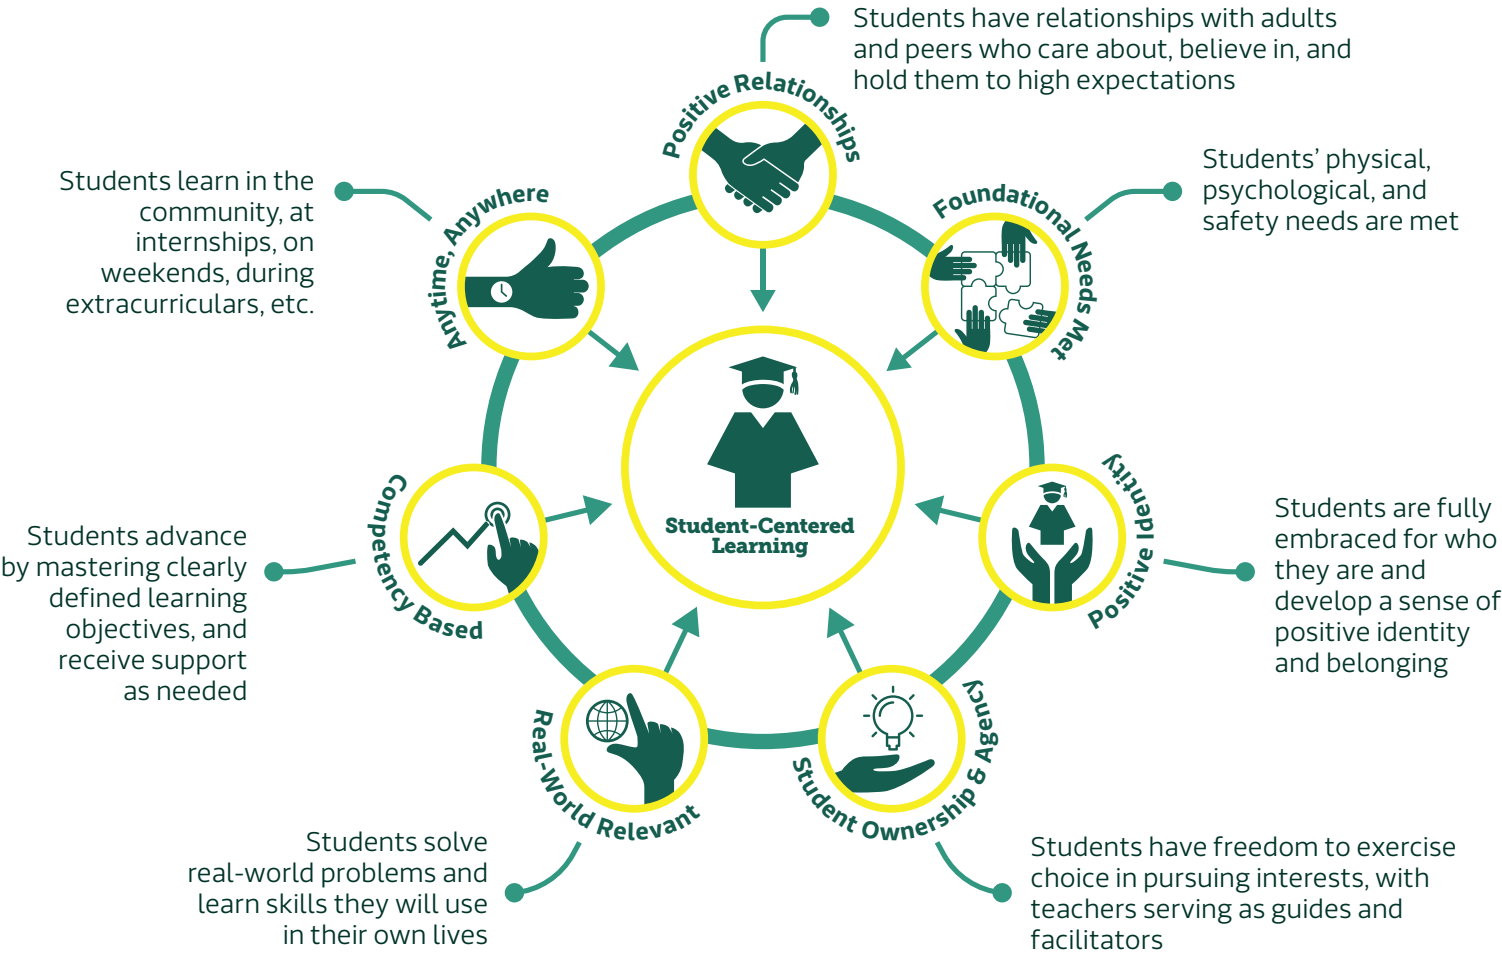 Positive Relationships
Students have relationships with adults
and peers who care about, believe in, and
hold them to high expectations
Foundational Needs Met
Students’ physical,
psychological, and
safety needs are met
Positive Identity
Students are fully
embraced for who
they are and
develop a sense of
positive identity
and belonging
Student Ownership & Agency
Students have freedom to exercise
choice in pursuing interests, with
teachers serving as guides and
facilitators
Real-World Relevant
Students solve
real-world problems and
learn skills they will use
in their own lives
Competency Based
Students advance
by mastering clearly
defined learning
objectives, and
receive support
as needed
Anytime, Anywhere
Students learn in the
community, at
internships, on
weekends, during
extracurriculars, etc.
Student-Centered
Learning